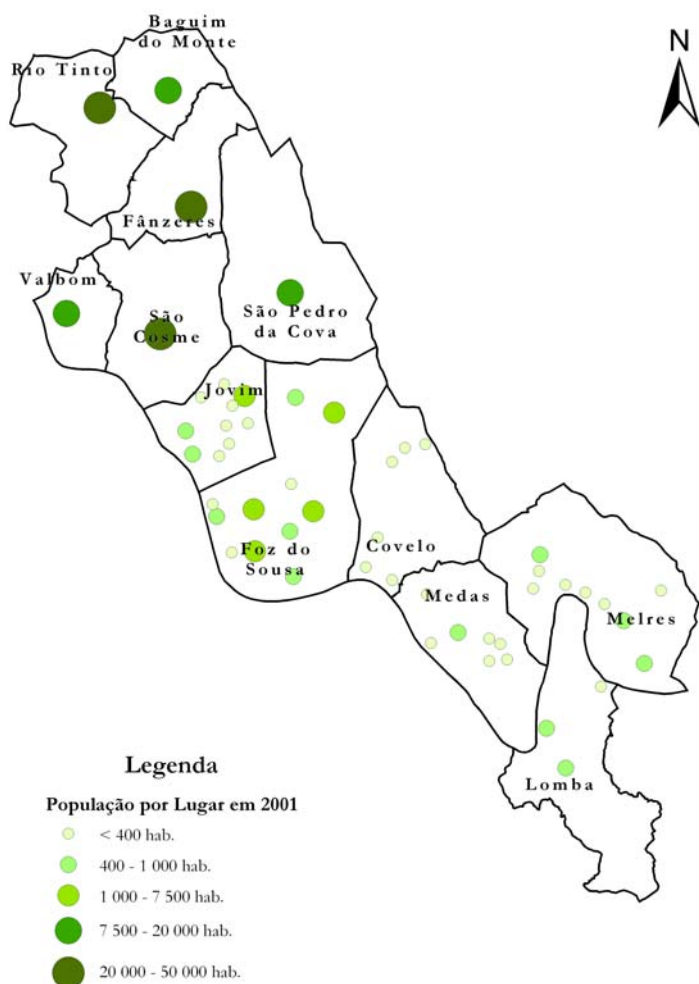 Baguim
do Monte
Rio Tinto
N
Fânzeres
Valbom
São
Cosme
São Pedro
da Cova
Jovim
Foz do
Sousa
Covelo
Medas
Melres
Lomba
Legenda
População por Lugar em 2001
< 400 hab.
400 - 1 000 hab.
1 000 - 7 500 hab.
7 500 - 20 000 hab.
20 000 - 50 000 hab.